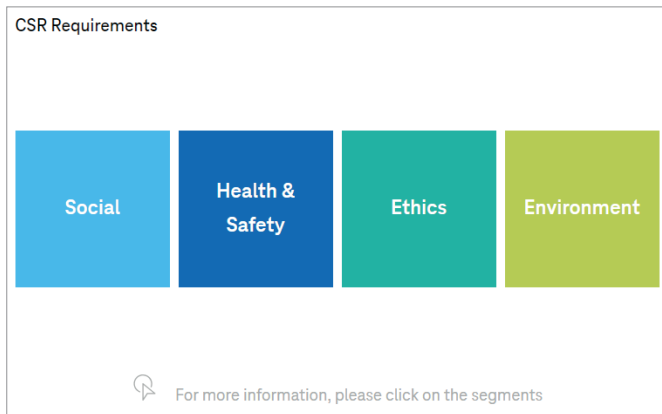 CSR Requirements
Social
Health &
Safety
Ethics
Environment
For more information, please click on the segments